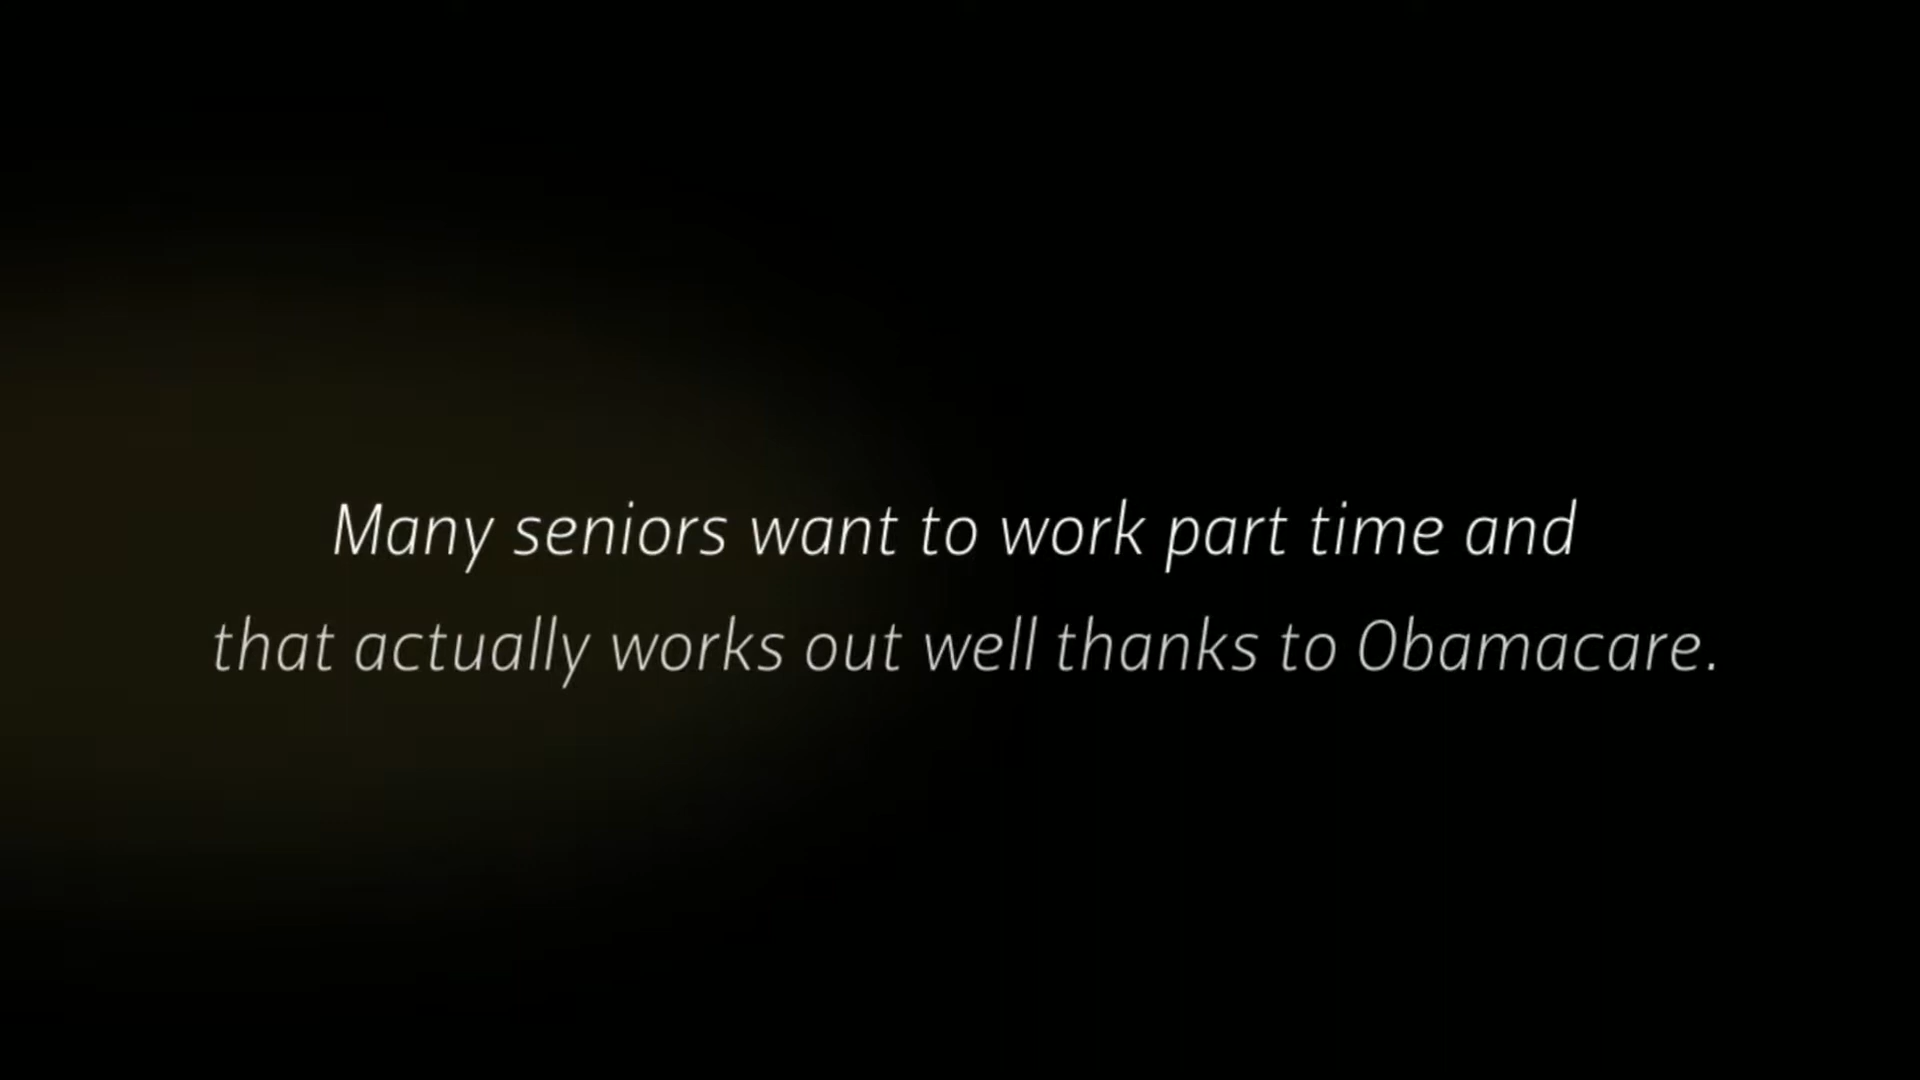 Many seniors want to work part time and
that actually works out well thanks to Obamacare.